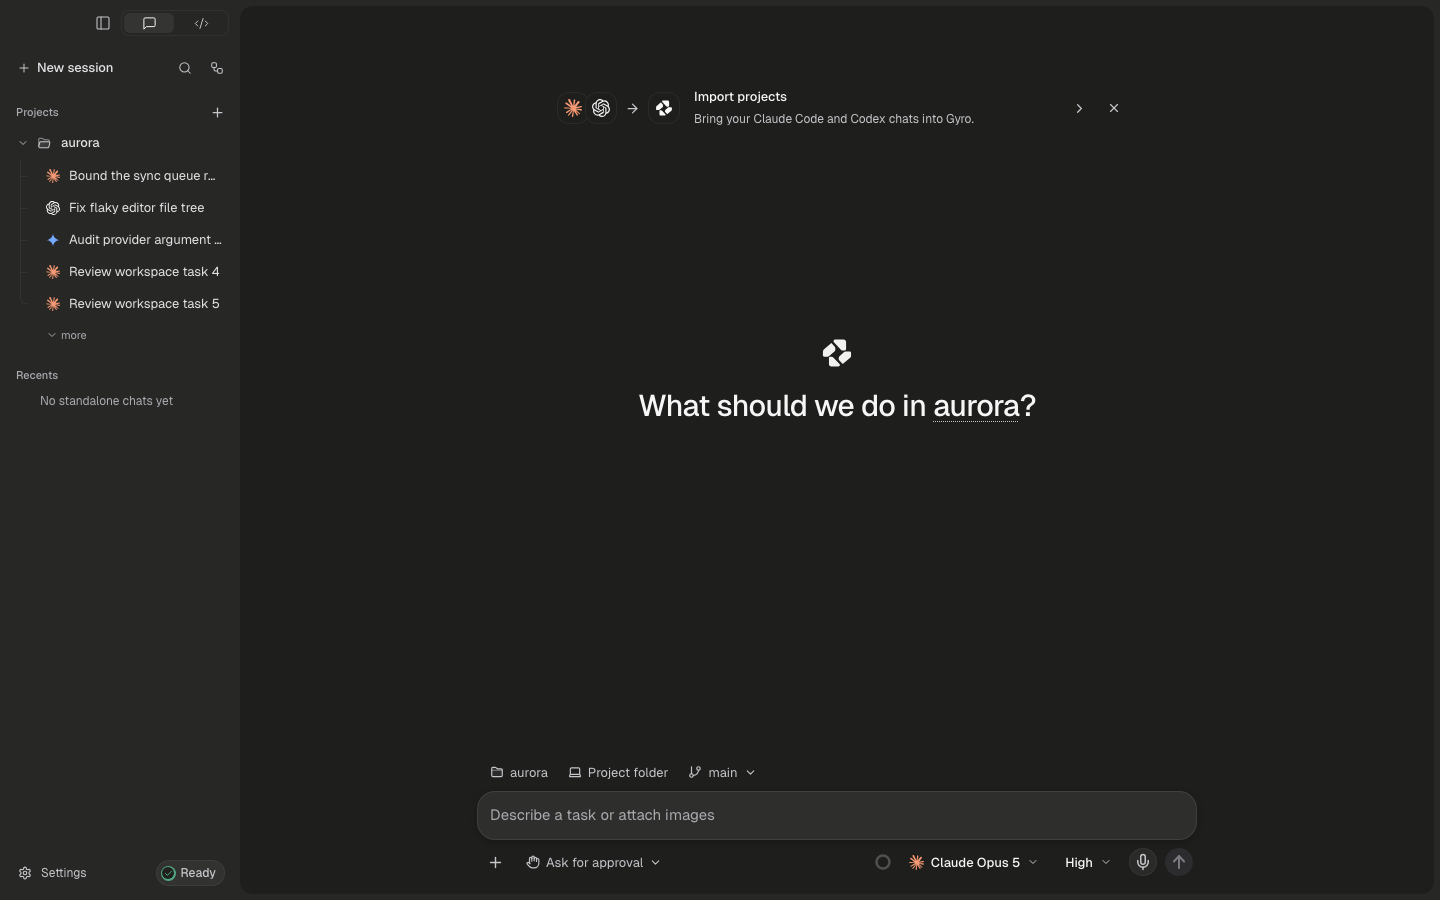 New session
Projects
aurora
Bound the sync queue r...
Fix flaky editor file tree
Audit provider argument ...
Review workspace task 4
Review workspace task 5
more
Recents
No standalone chats yet
Settings
Ready
Import projects
Bring your Claude Code and Codex chats into Gyro.
What should we do in aurora?
aurora Project folder main
Describe a task or attach images
Ask for approval Claude Opus 5 High